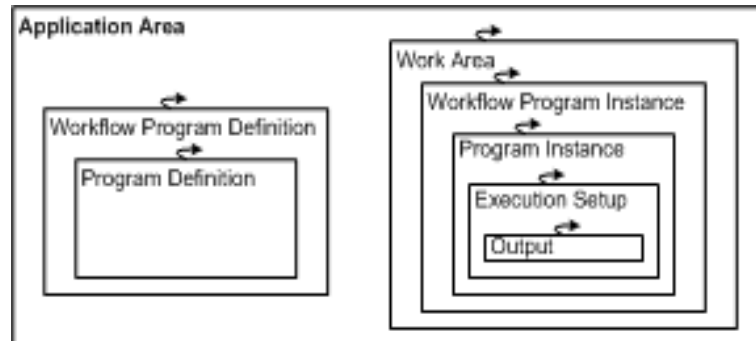 Application Area
Work Area
Workflow Program Instance
Workflow Program Definition
Program Instance
Program Definition
Execution Setup
Output